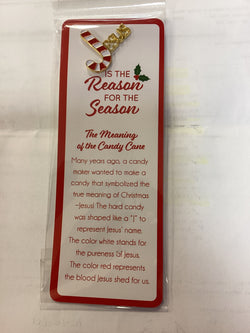 IS THE
Reason
FOR THE
Season
The Meaning
of the Candy Cane
Many years ago, a candy
maker wanted to make a
candy that symbolized the
true meaning of Christmas
-Jesus! The hard candy
was shaped like a "J" to
represent Jesus' name.
The color white stands for
the pureness of Jesus.
The color red represents
the blood Jesus shed for us.